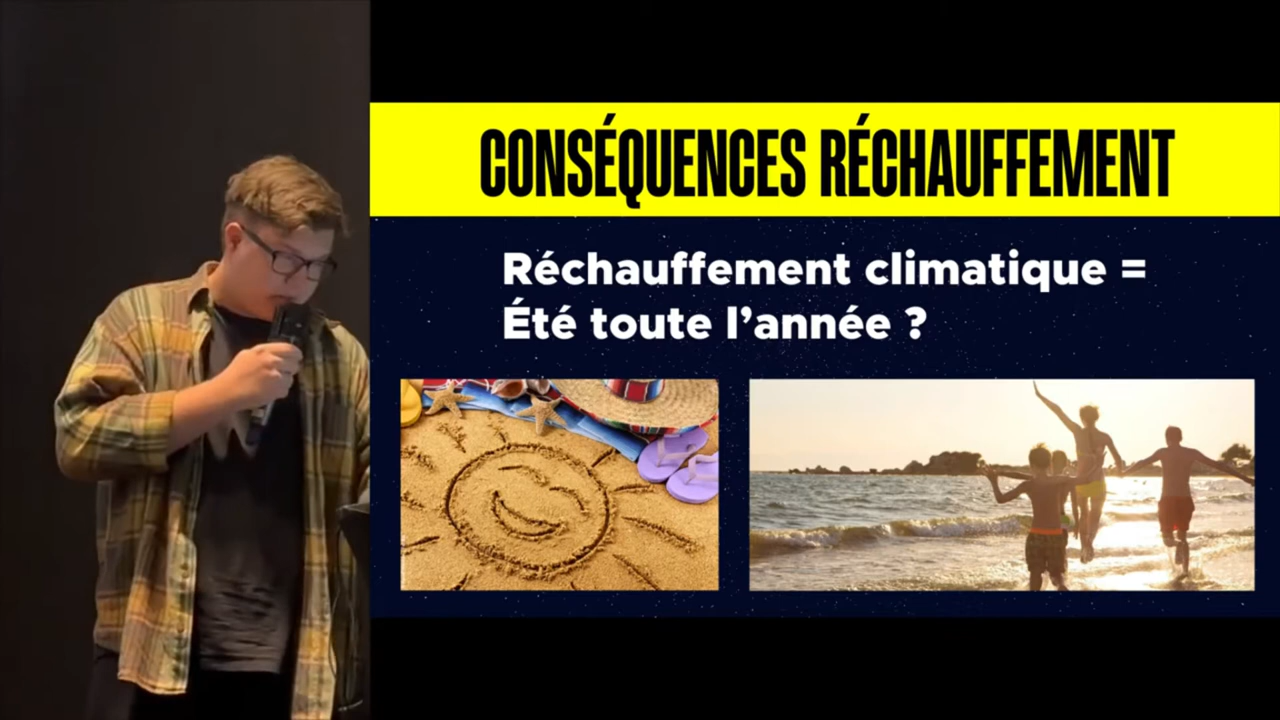 CONSÉQUENCES RÉCHAUFFEMENT
Réchauffement climatique =
Été toute l’année ?